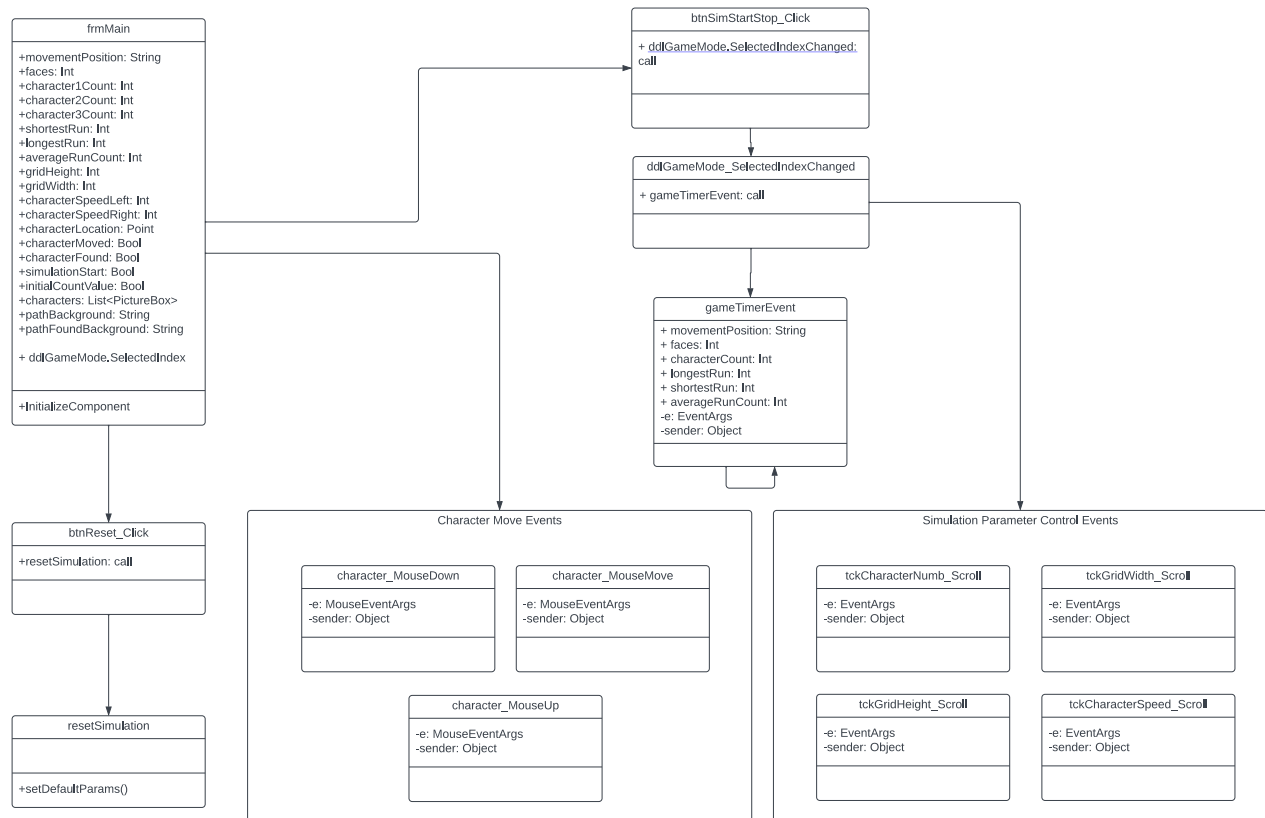 frmMain
+movementPosition: String
+faces: Int
+character1Count: Int
+character2Count: Int
+character3Count: Int
+shortestRun: Int
+longestRun: Int
+averageRunCount: Int
+gridHeight: Int
+gridWidth: Int
+characterSpeedLeft: Int
+characterSpeedRight: Int
+characterLocation: Point
+characterMoved: Bool
+characterFound: Bool
+simulationStart: Bool
+initialCountValue: Bool
+characters: List<PictureBox>
+pathBackground: String
+pathFoundBackground: String
+ ddlGameMode.SelectedIndex
+InitializeComponent
btnReset_Click
+resetSimulation: call
resetSimulation
+setDefaultParams()
btnSimStartStop_Click
+ ddlGameMode.SelectedIndexChanged:
call
ddlGameMode_SelectedIndexChanged
+ gameTimerEvent: call
gameTimerEvent
+ movementPosition: String
+ faces: Int
+ characterCount: Int
+ longestRun: Int
+ shortestRun: Int
+ averageRunCount: Int
-e: EventArgs
-sender: Object
Character Move Events
character_MouseDown
-e: MouseEventArgs
-sender: Object
character_MouseMove
-e: MouseEventArgs
-sender: Object
character_MouseUp
-e: MouseEventArgs
-sender: Object
Simulation Parameter Control Events
tckCharacterNumb_Scroll
-e: EventArgs
-sender: Object
tckGridWidth_Scroll
-e: EventArgs
-sender: Object
tckGridHeight_Scroll
-e: EventArgs
-sender: Object
tckCharacterSpeed_Scroll
-e: EventArgs
-sender: Object